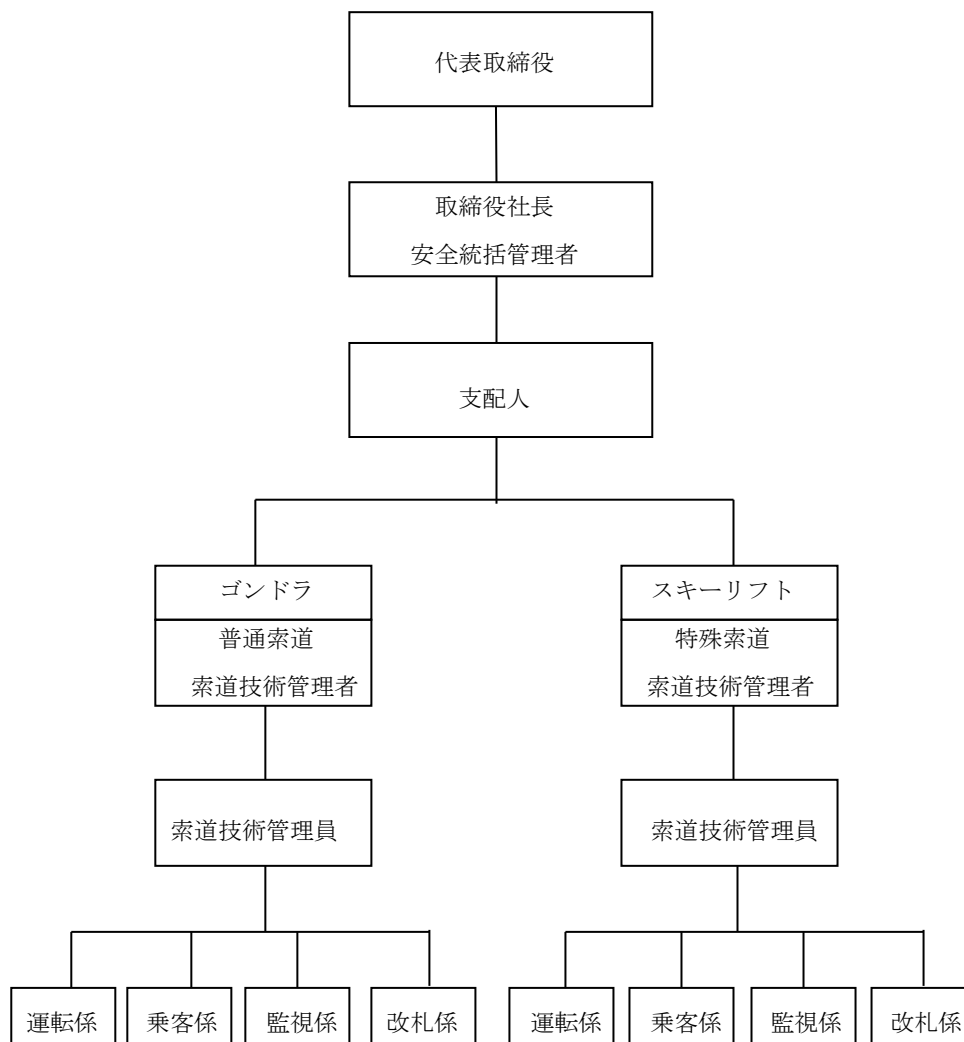 代表取締役
取締役社長
安全統括管理者
支配人
ゴンドラ
普通索道
索道技術管理者
スキーリフト
特殊索道
索道技術管理者
索道技術管理員
索道技術管理員
運転係
乗客係
監視係
改札係
運転係
乗客係
監視係
改札係